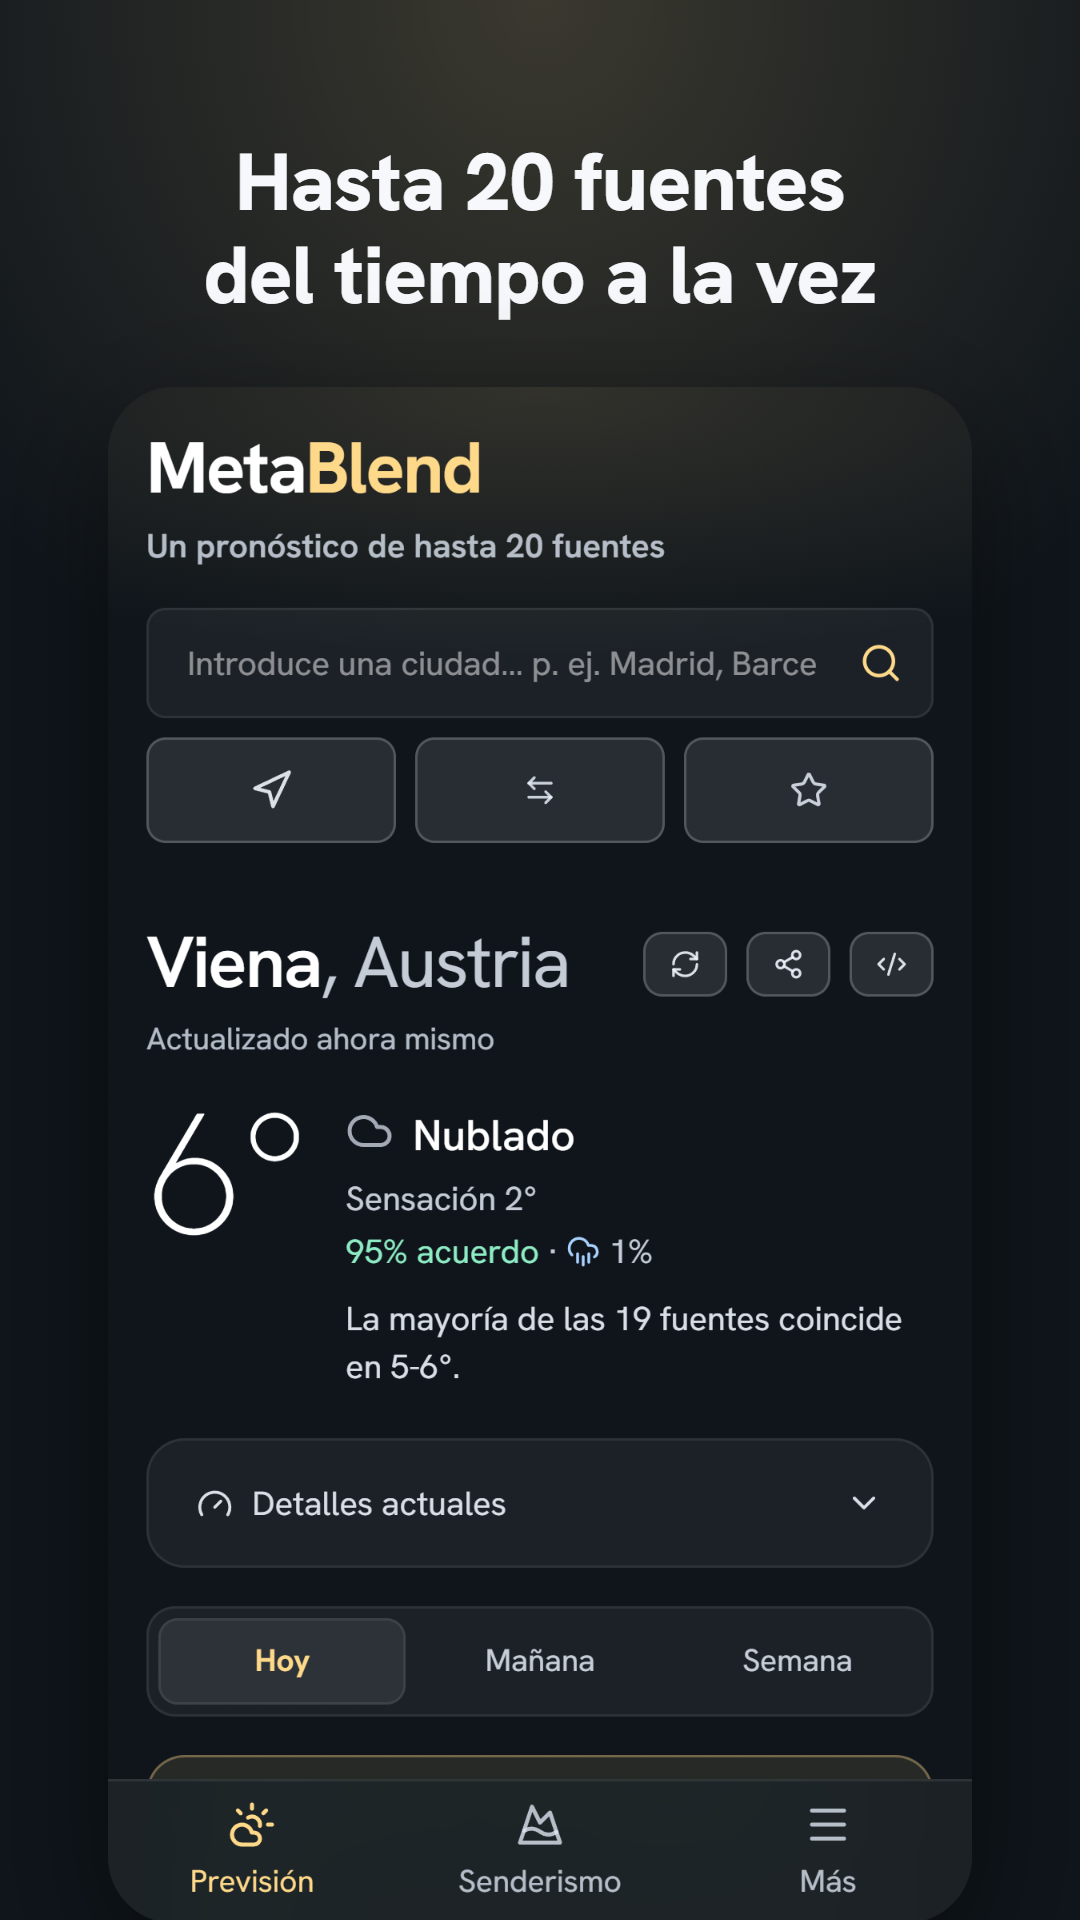 Hasta 20 fuentes
del tiempo a la vez
MetaBlend
Un pronóstico de hasta 20 fuentes
Introduce una ciudad... p. ej. Madrid, Barce
Viena, Austria
Actualizado ahora mismo
6°
Nublado
Sensación 2°
95% acuerdo · 1%
La mayoría de las 19 fuentes coincide
en 5-6°.
Detalles actuales
Hoy Mañana Semana
Previsión Senderismo Más